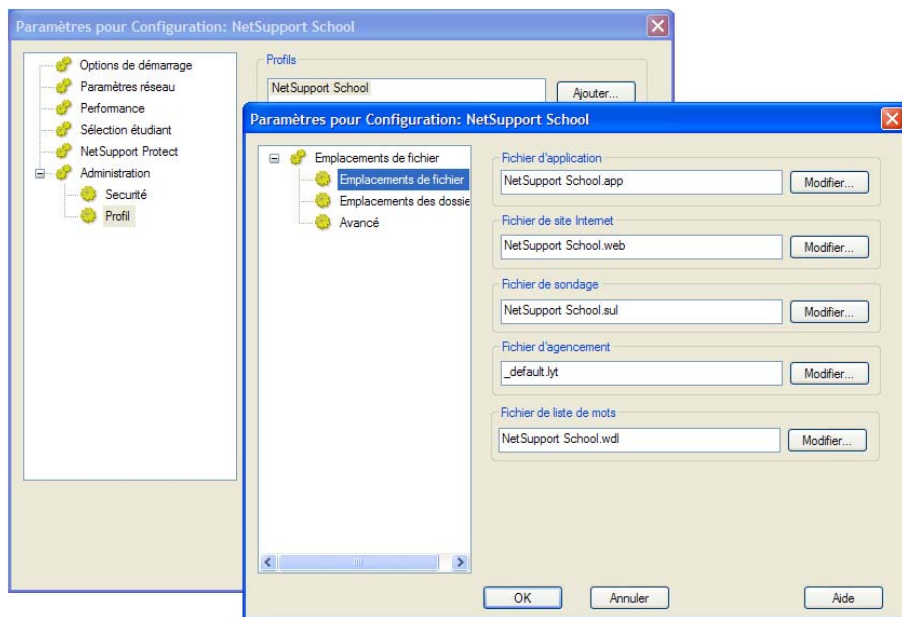 Paramètres pour Configuration: NetSupport School
Options de démarrage
Paramètres réseau
Performance
Sélection étudiant
NetSupport Protect
Administration
Securité
Profil
Profils
NetSupport School
Ajouter...
Paramètres pour Configuration: NetSupport School
Emplacements de fichier
Emplacements de fichier
Emplacements des dossie
Avancé
Fichier d'application
NetSupport School.app
Modifier...
Fichier de site Internet
NetSupport School.web
Modifier...
Fichier de sondage
NetSupport School.sul
Modifier...
Fichier d'agencement
_default.lyt
Modifier...
Fichier de liste de mots
NetSupport School.wdl
Modifier...
OK
Annuler
Aide